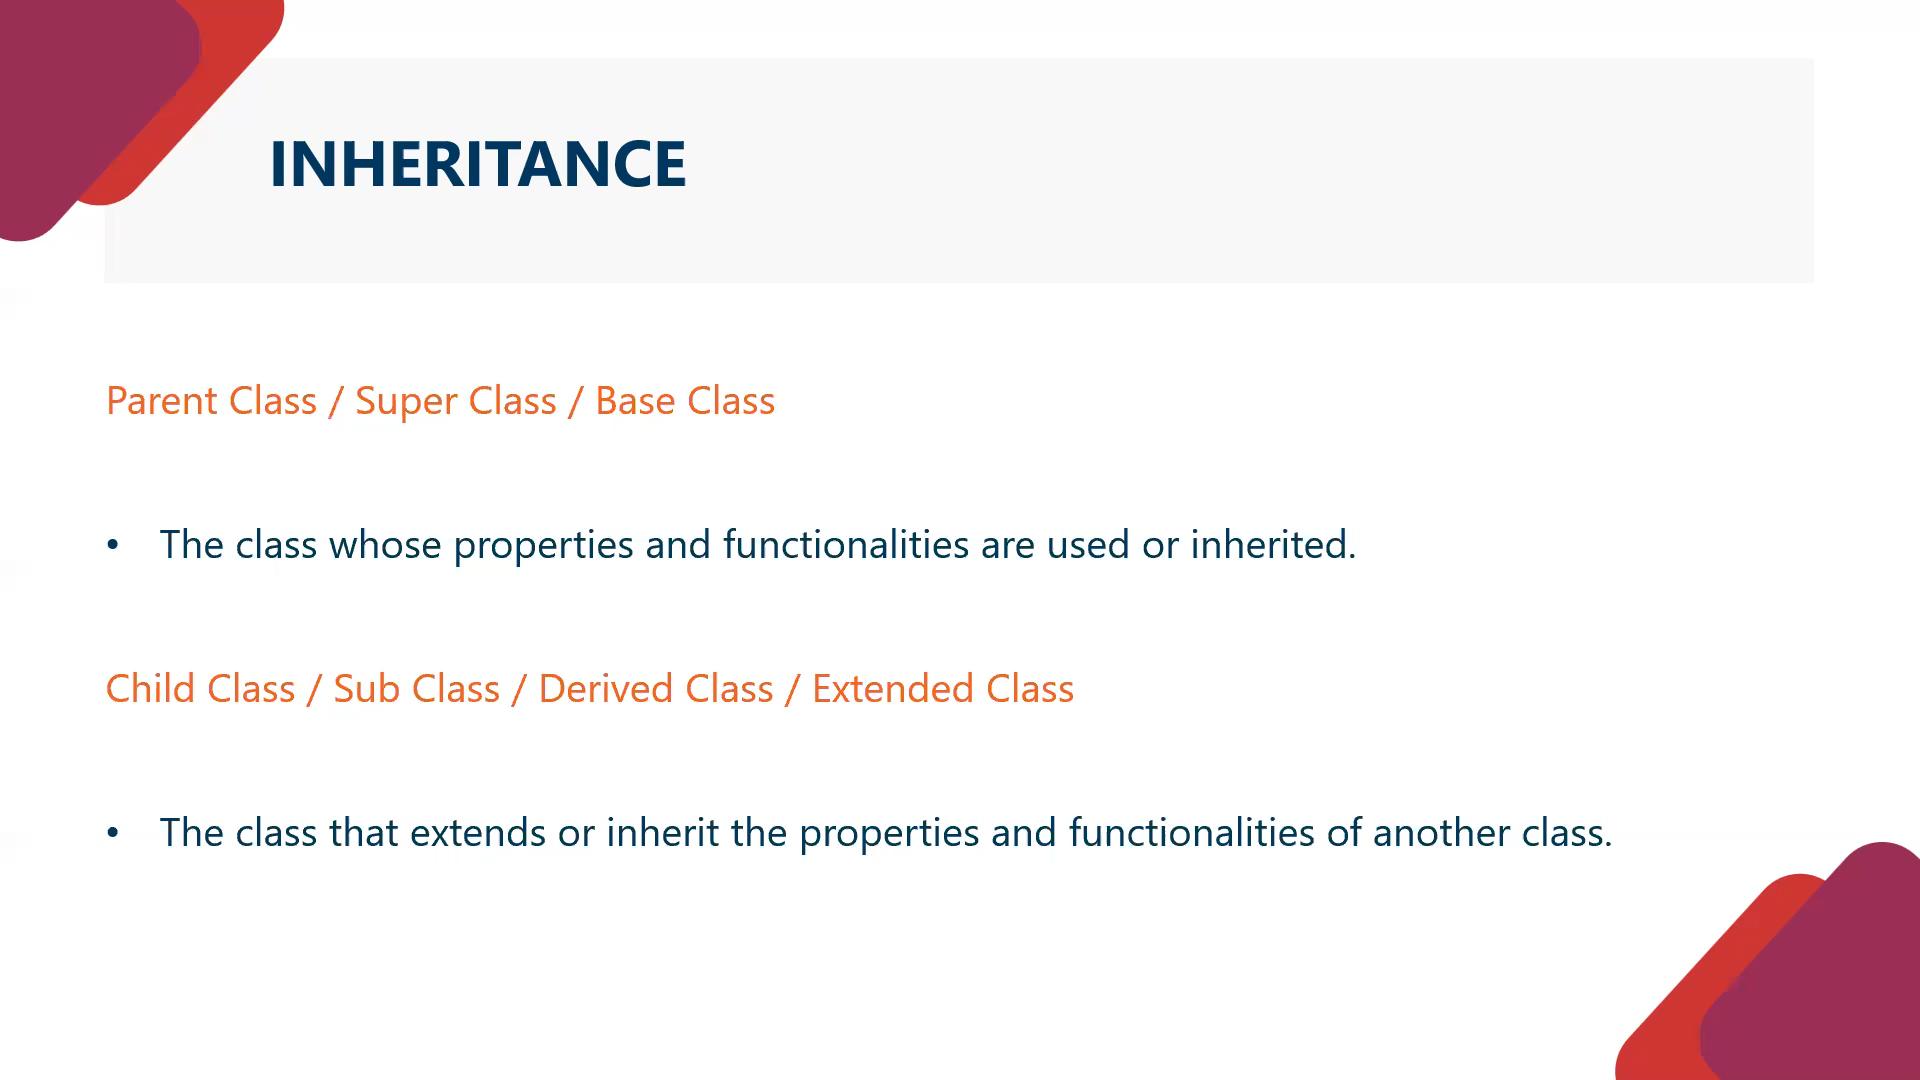 INHERITANCE
Parent Class / Super Class / Base Class
• The class whose properties and functionalities are used or inherited.
Child Class / Sub Class / Derived Class / Extended Class
• The class that extends or inherit the properties and functionalities of another class.